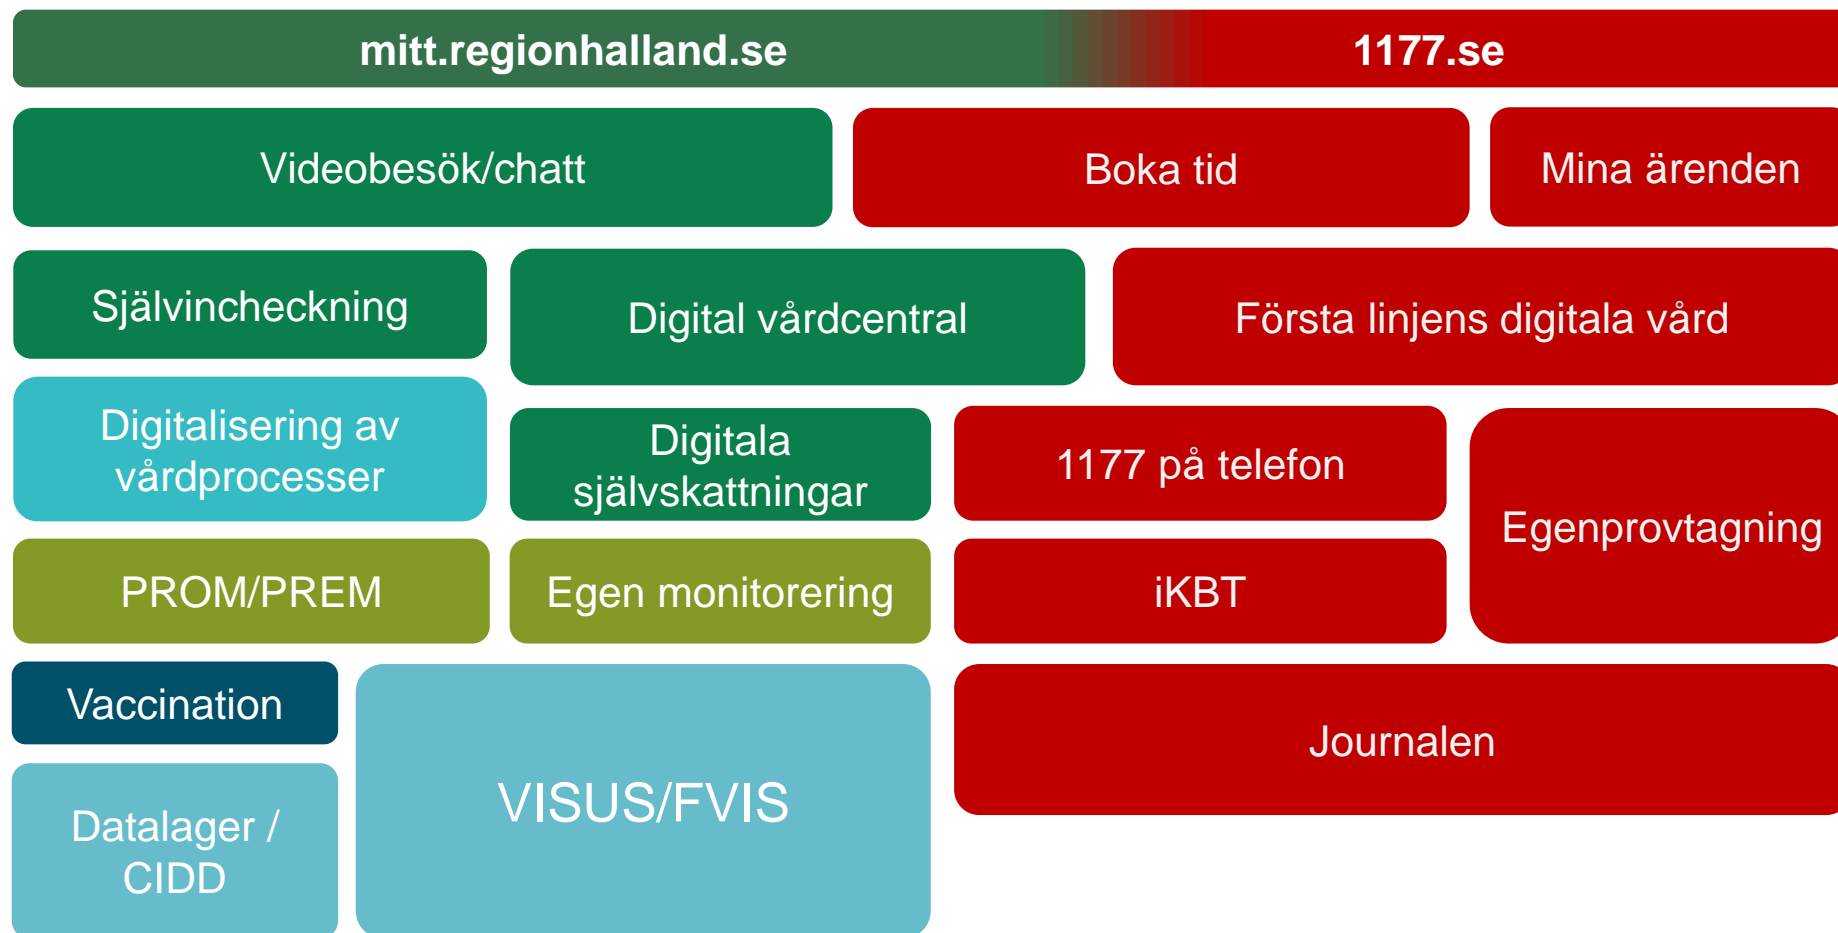 mitt.regionhalland.se
1177.se
Videobesök/chatt
Boka tid
Mina ärenden
Självincheckning
Digital vårdcentral
Första linjens digitala vård
Digitalisering av
vårdprocesser
Digitala
självskattningar
1177 på telefon
Egenprovtagning
PROM/PREM
Egen monitorering
iKBT
Vaccination
VISUS/FVIS
Journalen
Datalager /
CIDD